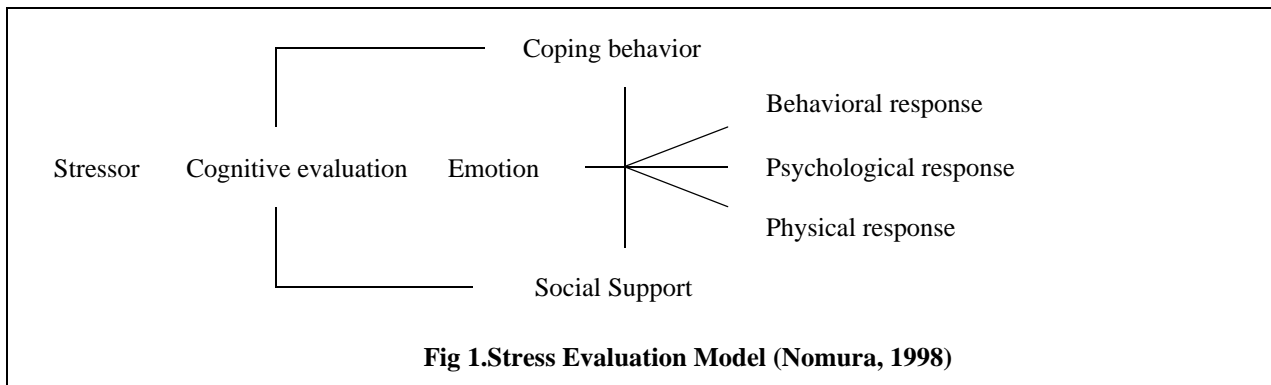 Coping behavior
Behavioral response
Stressor Cognitive evaluation Emotion Psychological response
Physical response
Social Support
Fig 1.Stress Evaluation Model (Nomura, 1998)